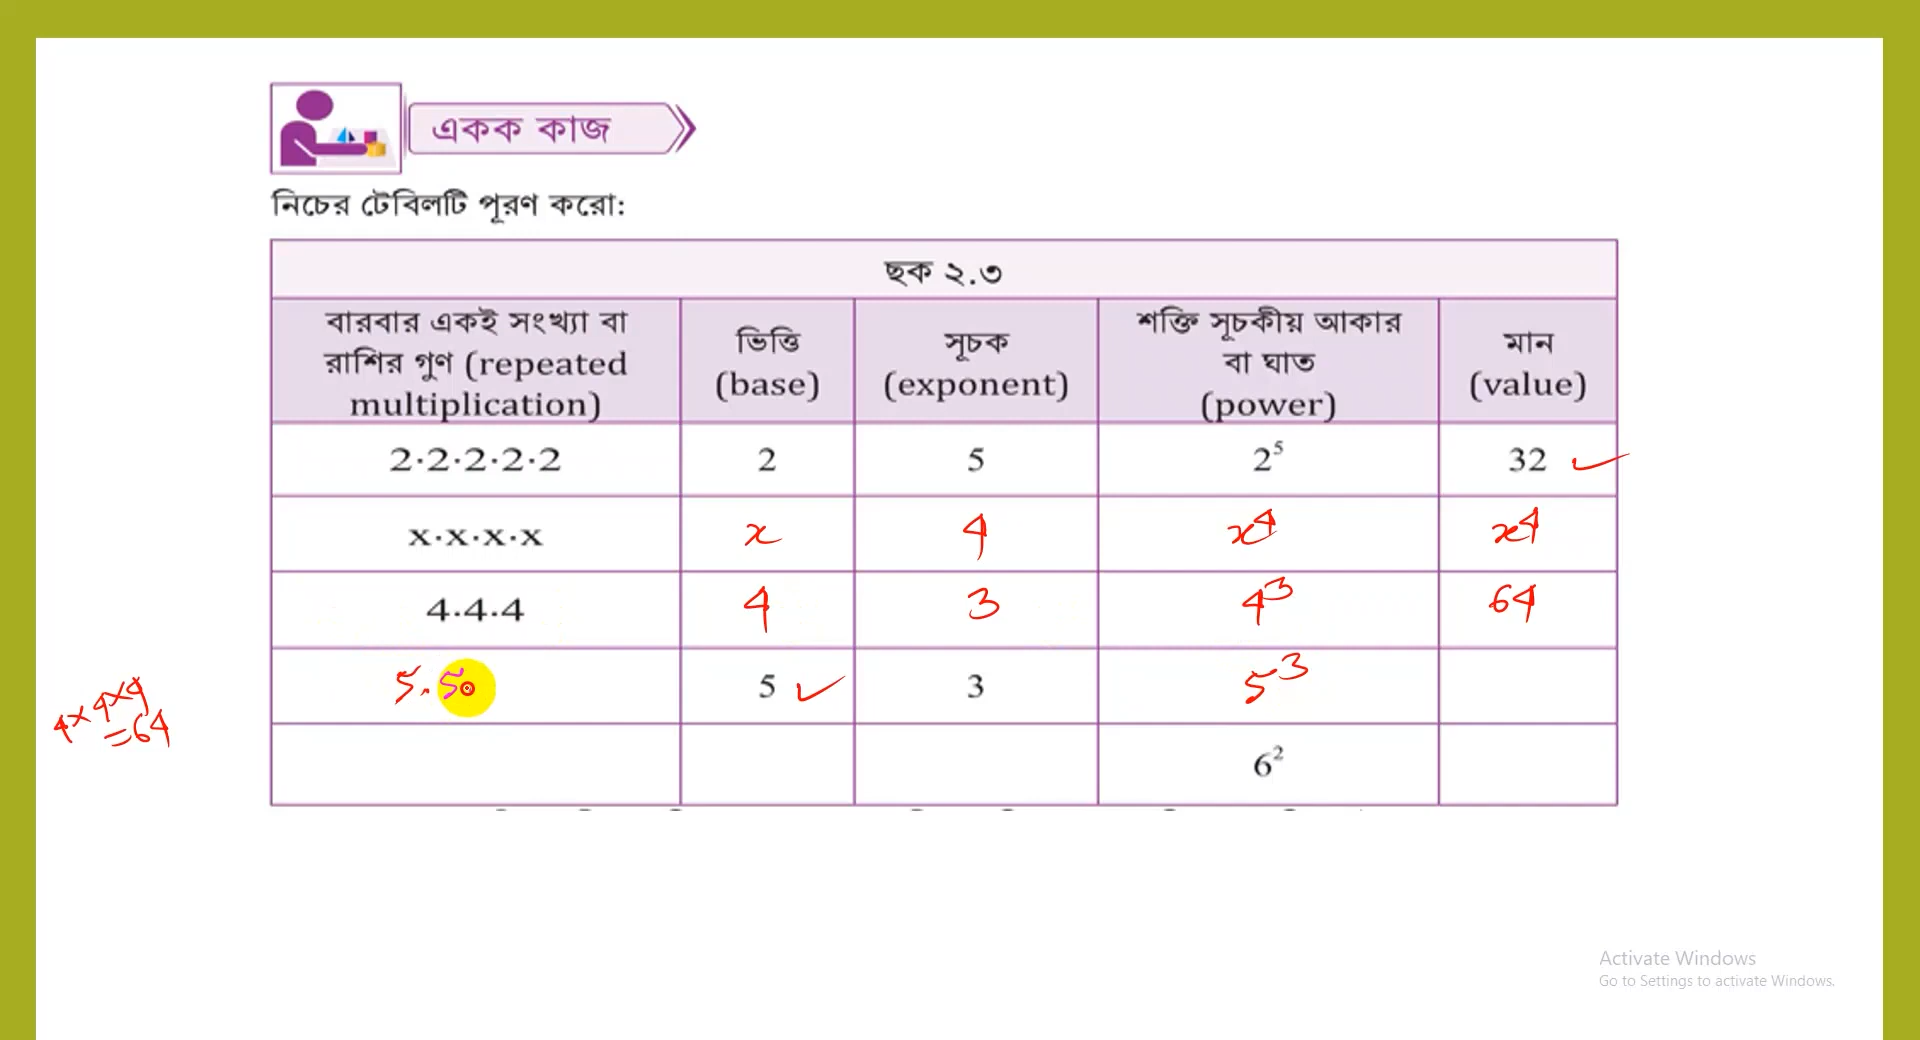 একক কাজ
নিচের টেবিলটি পূরণ করো:
ছক ২.৩
বারবার একই সংখ্যা বা
রাশির গুণ (repeated
multiplication)
ভিত্তি
(base)
সূচক
(exponent)
শক্তি সূচকীয় আকার
বা ঘাত
(power)
মান
(value)
2·2·2·2·2 2 5 2⁵ 32
x·x·x·x x 4 x⁴ x⁴
4·4·4 4 3 4³ 64
5.5 5 3 5³
6²
4×4×4
=64
Activate Windows
Go to Settings to activate Windows.